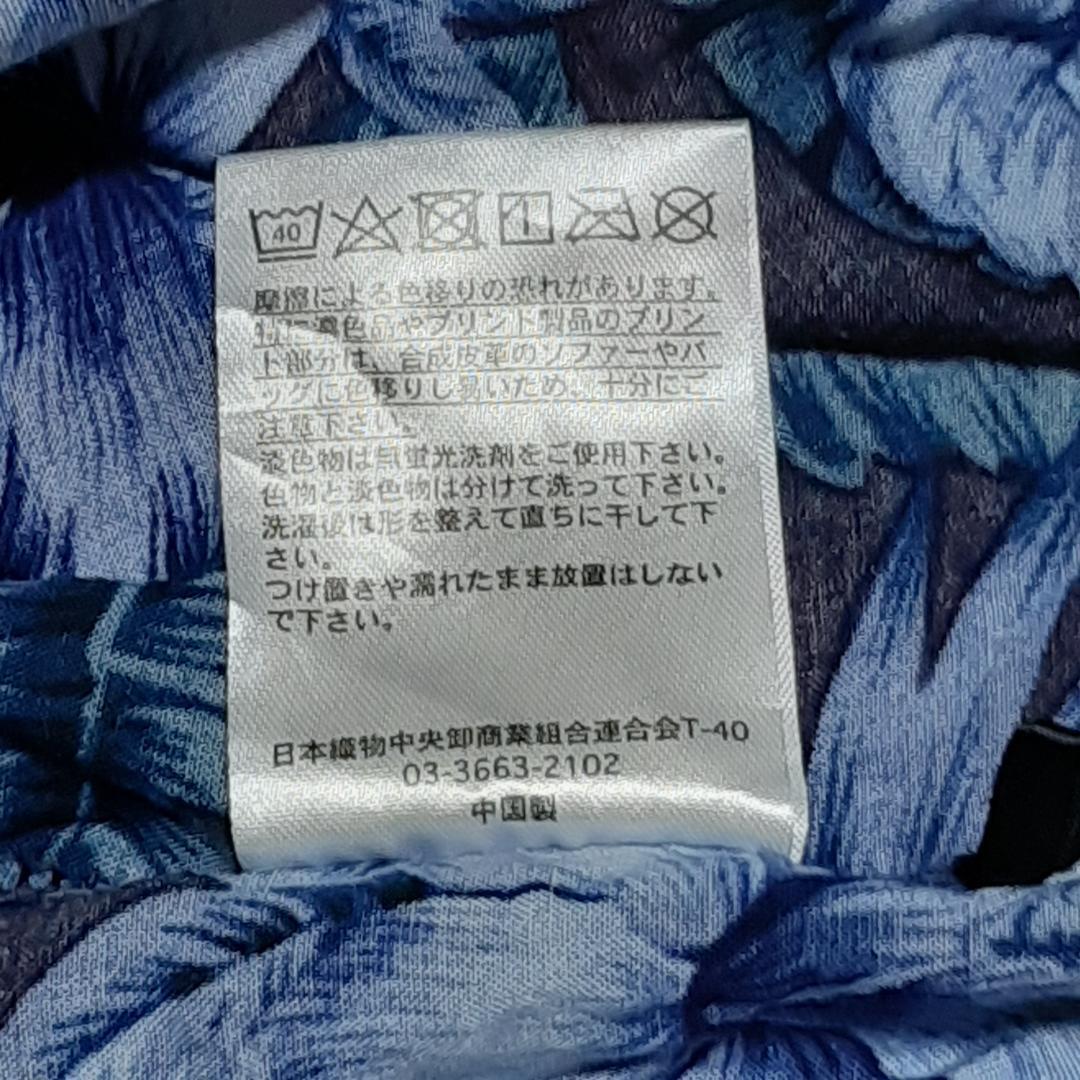 40
摩擦による色移りの恐れがあります。
特に濃色品やプリント製品のプリン
ト部分は、合成皮革のソファーやバ
ッグに色移りし易いため、十分にご
注意下さい。
淡色物は無蛍光洗剤をご使用下さい。
色物と淡色物は分けて洗って下さい。
洗濯後は形を整えて直ちに干して下
さい。
つけ置きや濡れたまま放置はしない
で下さい。
日本織物中央卸商業組合連合会T-40
03-3663-2102
中国製